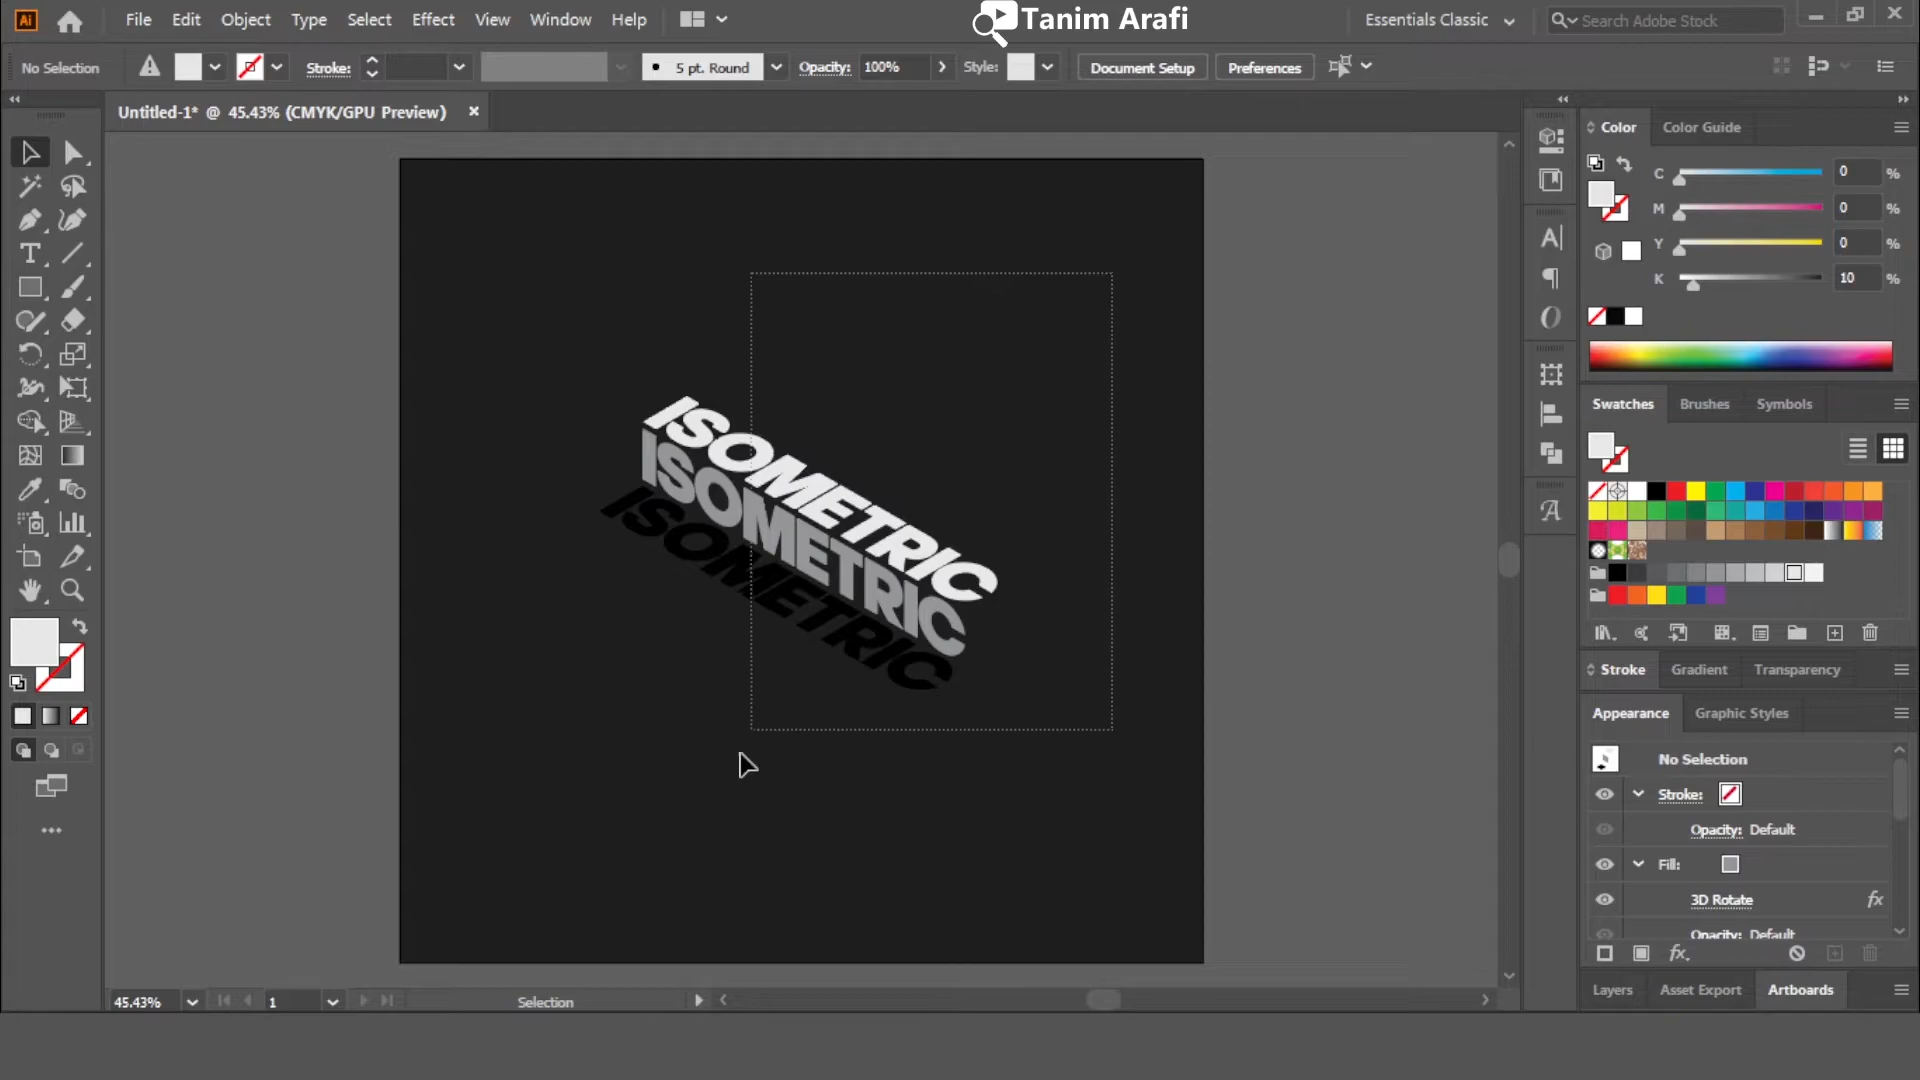 Ai
File Edit Object Type Select Effect View Window Help
Tanim Arafi
Essentials Classic
Search Adobe Stock
No Selection
Stroke:
5 pt. Round
Opacity: 100%
Style:
Document Setup
Preferences
Untitled-1* @ 45.43% (CMYK/GPU Preview)
Color Color Guide
C 0 %
M 0 %
Y 0 %
K 10 %
Swatches Brushes Symbols
ISOMETRIC
ISOMETRIC
ISOMETRIC
Stroke Gradient Transparency
Appearance Graphic Styles
No Selection
Stroke:
Opacity: Default
Fill:
3D Rotate fx
Opacity: Default
fx
Layers Asset Export Artboards
45.43% 1 Selection